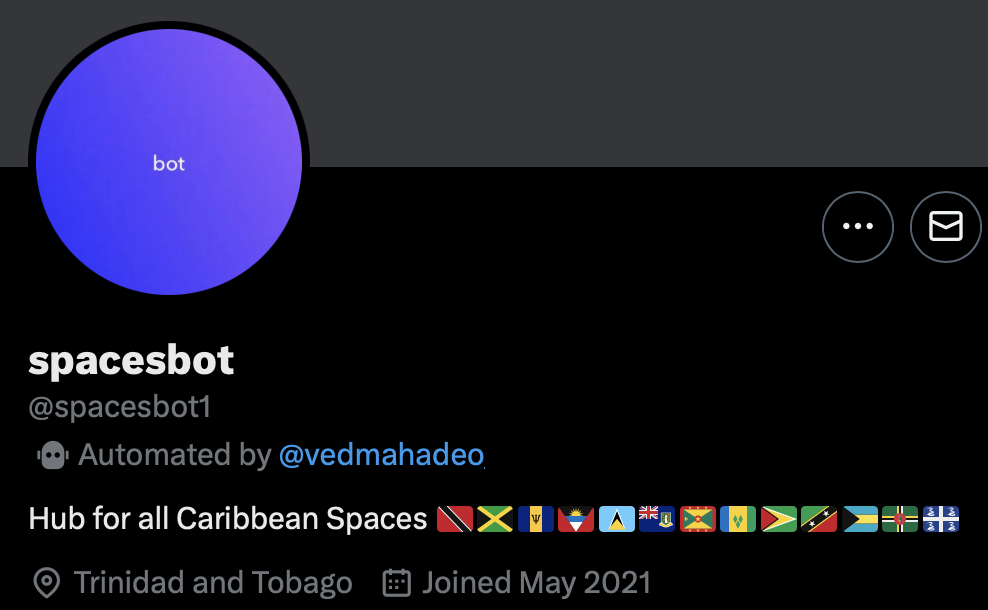 bot
spacesbot
@spacesbot1
Automated by @vedmahadeo
Hub for all Caribbean Spaces 🇹🇹🇯🇲🇧🇧🇦🇬🇱🇨🇻🇬🇬🇩🇻🇨🇬🇾🇰🇳🇧🇸🇩🇲🇲🇶
Trinidad and Tobago Joined May 2021